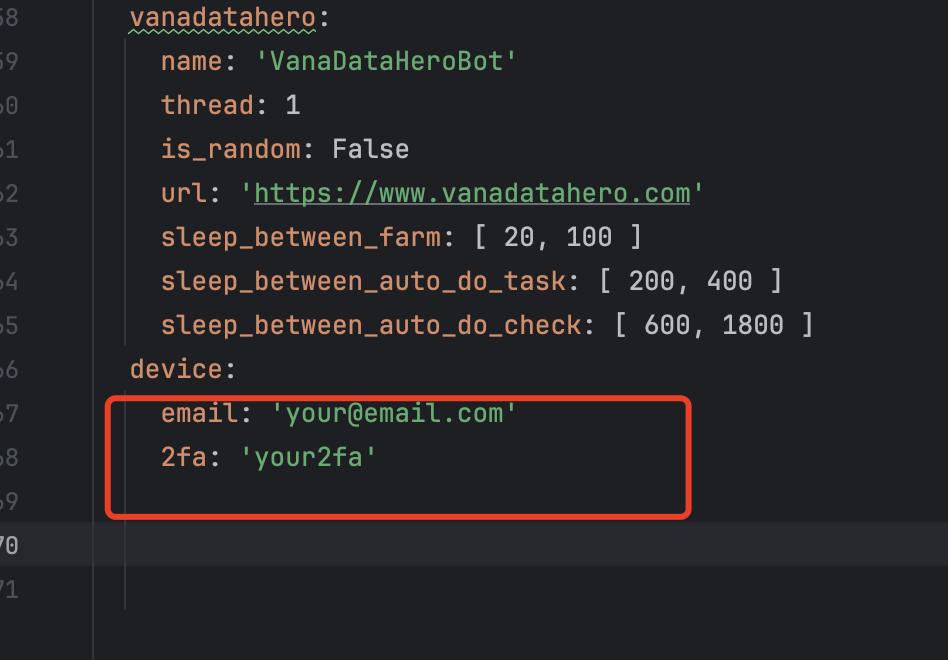 58 vanadatahero:
59 name: 'VanaDataHeroBot'
60 thread: 1
61 is_random: False
62 url: 'https://www.vanadatahero.com'
63 sleep_between_farm: [ 20, 100 ]
64 sleep_between_auto_do_task: [ 200, 400 ]
65 sleep_between_auto_do_check: [ 600, 1800 ]
66 device:
67 email: 'your@email.com'
68 2fa: 'your2fa'
69
70
71